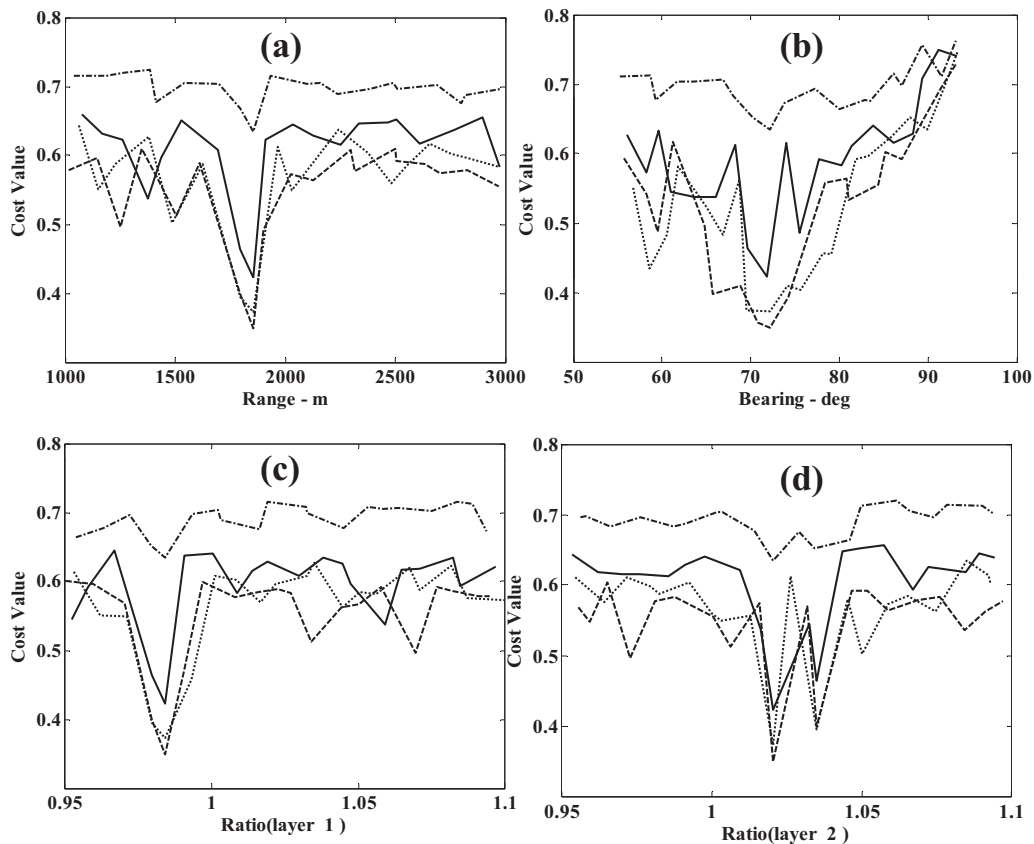 0.8
(a)
0.7
0.6
0.5
0.4
Cost Value
1000 1500 2000 2500 3000
Range - m
0.8
(b)
0.7
0.6
0.5
0.4
Cost Value
50 60 70 80 90 100
Bearing - deg
0.8
(c)
0.7
0.6
0.5
0.4
Cost Value
0.95 1 1.05 1.1
Ratio(layer 1 )
0.8
(d)
0.7
0.6
0.5
0.4
Cost Value
0.95 1 1.05 1.1
Ratio(layer 2 )